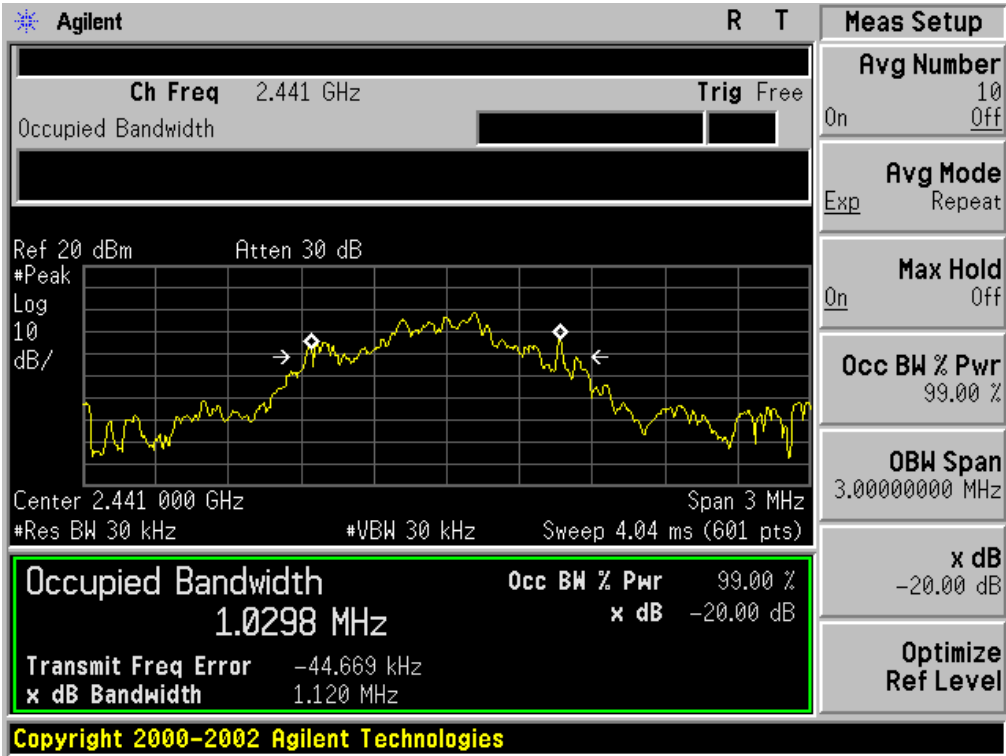 Agilent R T
Ch Freq 2.441 GHz Trig Free
Occupied Bandwidth
Ref 20 dBm Atten 30 dB
#Peak
Log
10
dB/
Center 2.441 000 GHz Span 3 MHz
#Res BW 30 kHz #VBW 30 kHz Sweep 4.04 ms (601 pts)
Occupied Bandwidth Occ BW % Pwr 99.00 %
1.0298 MHz x dB -20.00 dB
Transmit Freq Error -44.669 kHz
x dB Bandwidth 1.120 MHz
Copyright 2000-2002 Agilent Technologies
Meas Setup
Avg Number
10
On Off
Avg Mode
Exp Repeat
Max Hold
On Off
Occ BW % Pwr
99.00 %
OBW Span
3.00000000 MHz
x dB
-20.00 dB
Optimize
Ref Level